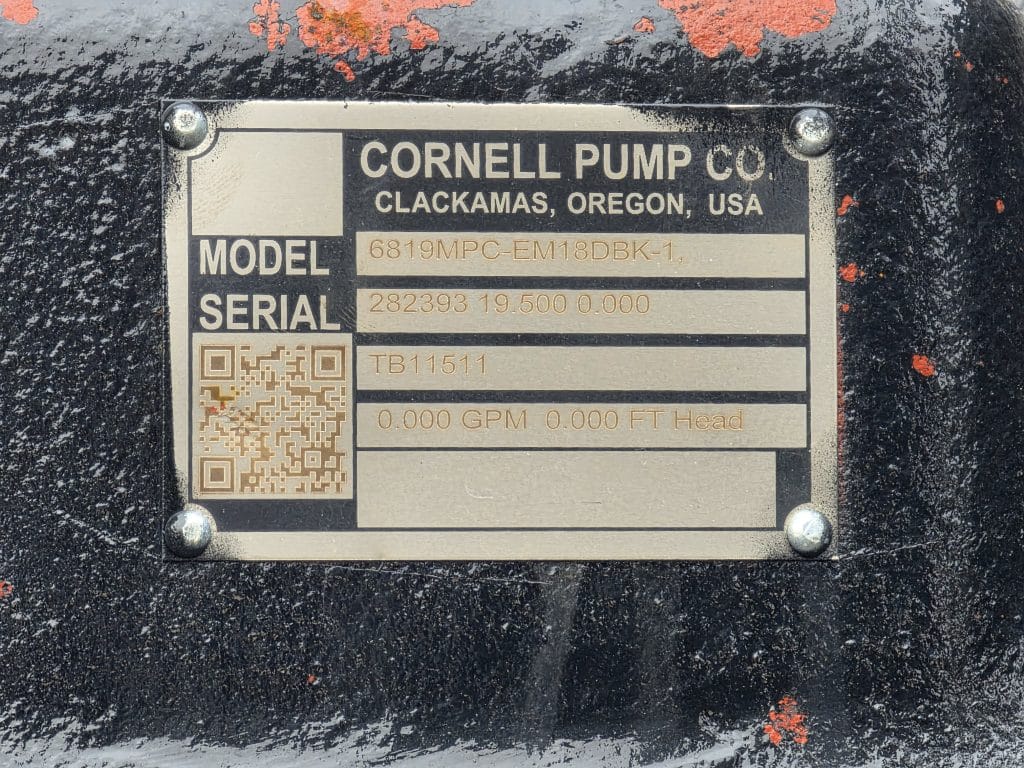 CORNELL PUMP CO.
CLACKAMAS, OREGON, USA
MODEL 6819MPC-EM18DBK-1,
SERIAL 282393 19.500 0.000
TB11511
0.000 GPM 0.000 FT Head